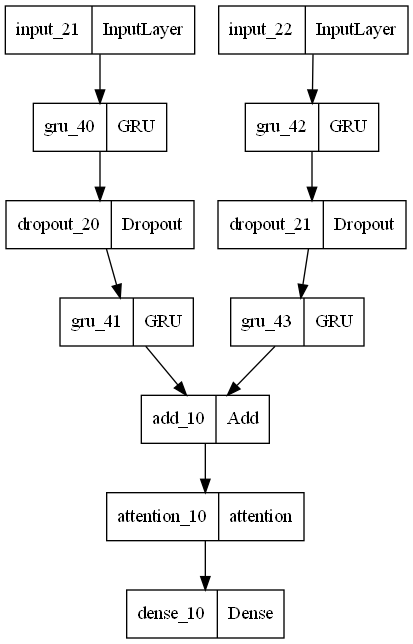 input_21 InputLayer input_22 InputLayer
gru_40 GRU gru_42 GRU
dropout_20 Dropout dropout_21 Dropout
gru_41 GRU gru_43 GRU
add_10 Add
attention_10 attention
dense_10 Dense